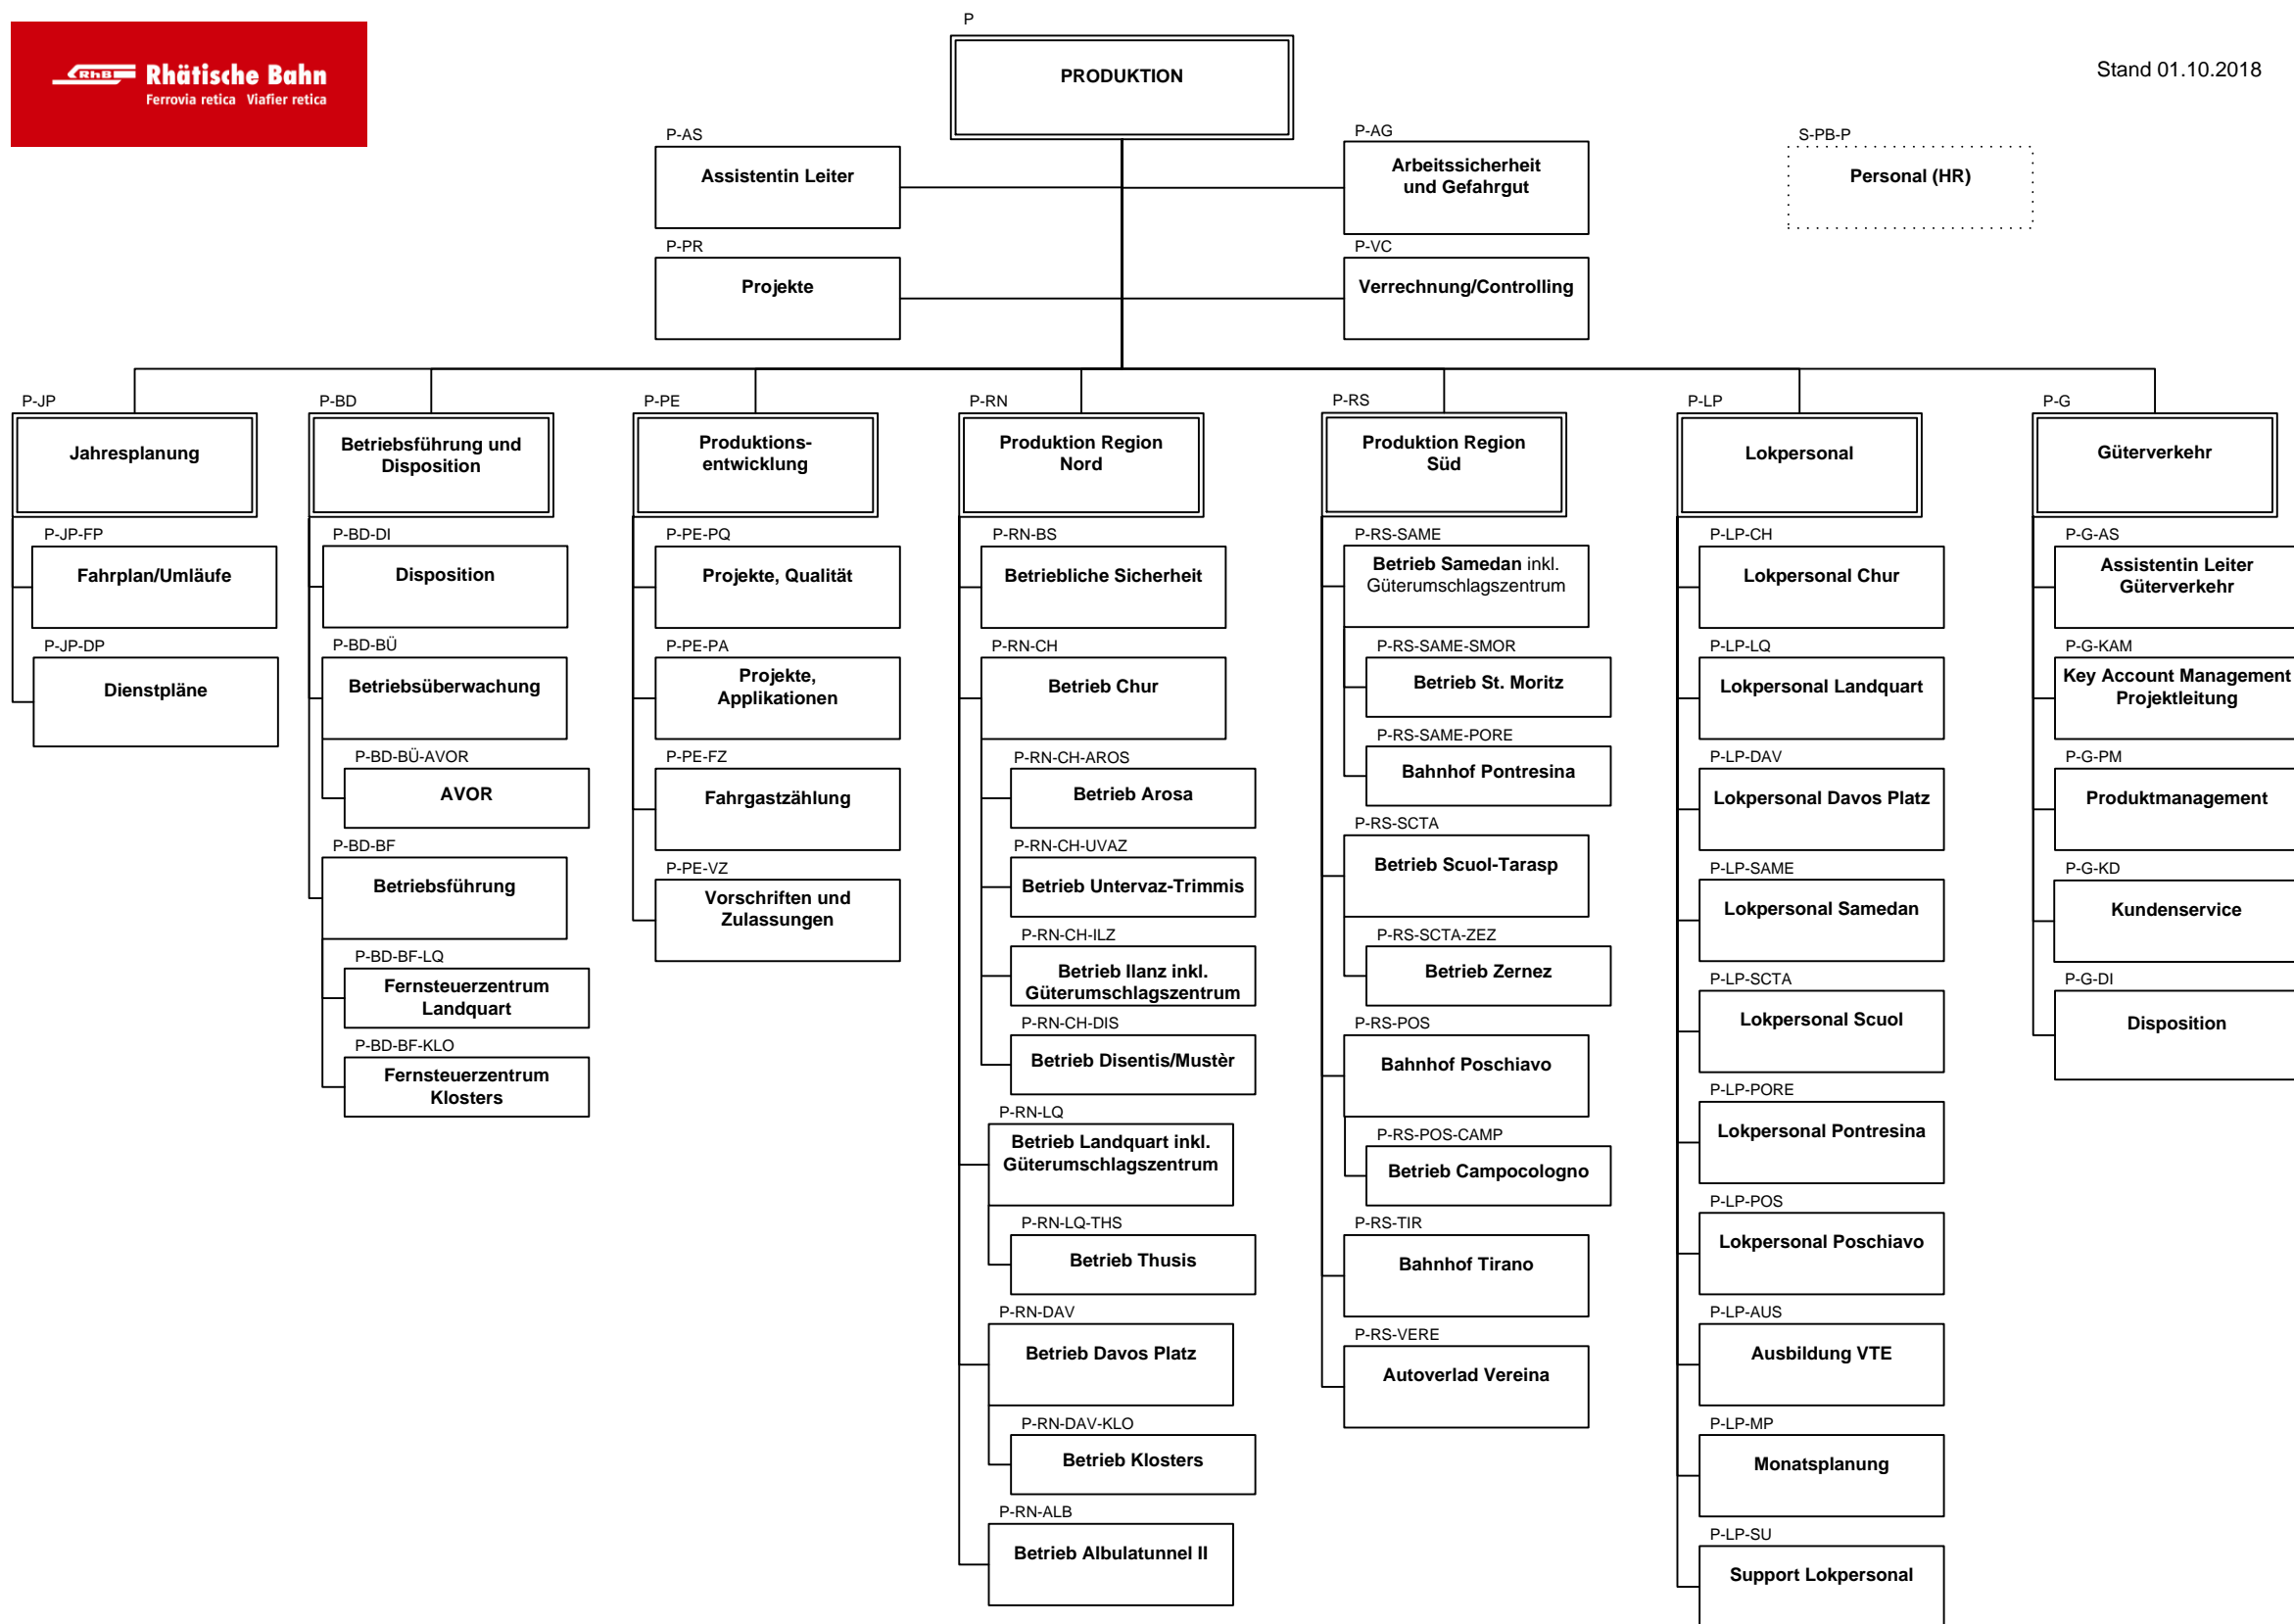 RhB Rhätische Bahn
Ferrovia retica Viafier retica
Stand 01.10.2018
P
PRODUKTION
P-AS
Assistentin Leiter
P-AG
Arbeitssicherheit
und Gefahrgut
S-PB-P
Personal (HR)
P-PR
Projekte
P-VC
Verrechnung/Controlling
P-JP
Jahresplanung
P-JP-FP
Fahrplan/Umläufe
P-JP-DP
Dienstpläne
P-BD
Betriebsführung und
Disposition
P-BD-DI
Disposition
P-BD-BÜ
Betriebsüberwachung
P-BD-BÜ-AVOR
AVOR
P-BD-BF
Betriebsführung
P-BD-BF-LQ
Fernsteuerzentrum
Landquart
P-BD-BF-KLO
Fernsteuerzentrum
Klosters
P-PE
Produktions-
entwicklung
P-PE-PQ
Projekte, Qualität
P-PE-PA
Projekte,
Applikationen
P-PE-FZ
Fahrgastzählung
P-PE-VZ
Vorschriften und
Zulassungen
P-RN
Produktion Region
Nord
P-RN-BS
Betriebliche Sicherheit
P-RN-CH
Betrieb Chur
P-RN-CH-AROS
Betrieb Arosa
P-RN-CH-UVAZ
Betrieb Untervaz-Trimmis
P-RN-CH-ILZ
Betrieb Ilanz inkl.
Güterumschlagszentrum
P-RN-CH-DIS
Betrieb Disentis/Mustèr
P-RN-LQ
Betrieb Landquart inkl.
Güterumschlagszentrum
P-RN-LQ-THS
Betrieb Thusis
P-RN-DAV
Betrieb Davos Platz
P-RN-DAV-KLO
Betrieb Klosters
P-RN-ALB
Betrieb Albulatunnel II
P-RS
Produktion Region
Süd
P-RS-SAME
Betrieb Samedan inkl.
Güterumschlagszentrum
P-RS-SAME-SMOR
Betrieb St. Moritz
P-RS-SAME-PORE
Bahnhof Pontresina
P-RS-SCTA
Betrieb Scuol-Tarasp
P-RS-SCTA-ZEZ
Betrieb Zernez
P-RS-POS
Bahnhof Poschiavo
P-RS-POS-CAMP
Betrieb Campocologno
P-RS-TIR
Bahnhof Tirano
P-RS-VERE
Autoverlad Vereina
P-LP
Lokpersonal
P-LP-CH
Lokpersonal Chur
P-LP-LQ
Lokpersonal Landquart
P-LP-DAV
Lokpersonal Davos Platz
P-LP-SAME
Lokpersonal Samedan
P-LP-SCTA
Lokpersonal Scuol
P-LP-PORE
Lokpersonal Pontresina
P-LP-POS
Lokpersonal Poschiavo
P-LP-AUS
Ausbildung VTE
P-LP-MP
Monatsplanung
P-LP-SU
Support Lokpersonal
P-G
Güterverkehr
P-G-AS
Assistentin Leiter
Güterverkehr
P-G-KAM
Key Account Management
Projektleitung
P-G-PM
Produktmanagement
P-G-KD
Kundenservice
P-G-DI
Disposition